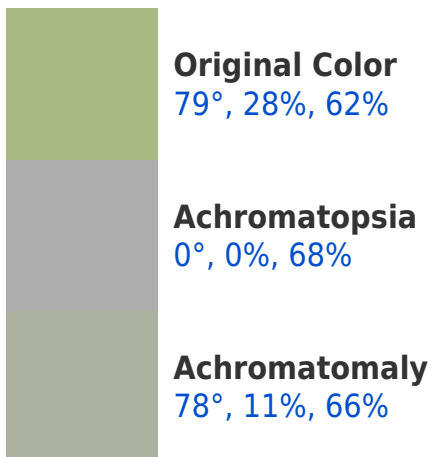 Original Color
79°, 28%, 62%
Achromatopsia
0°, 0%, 68%
Achromatomaly
78°, 11%, 66%